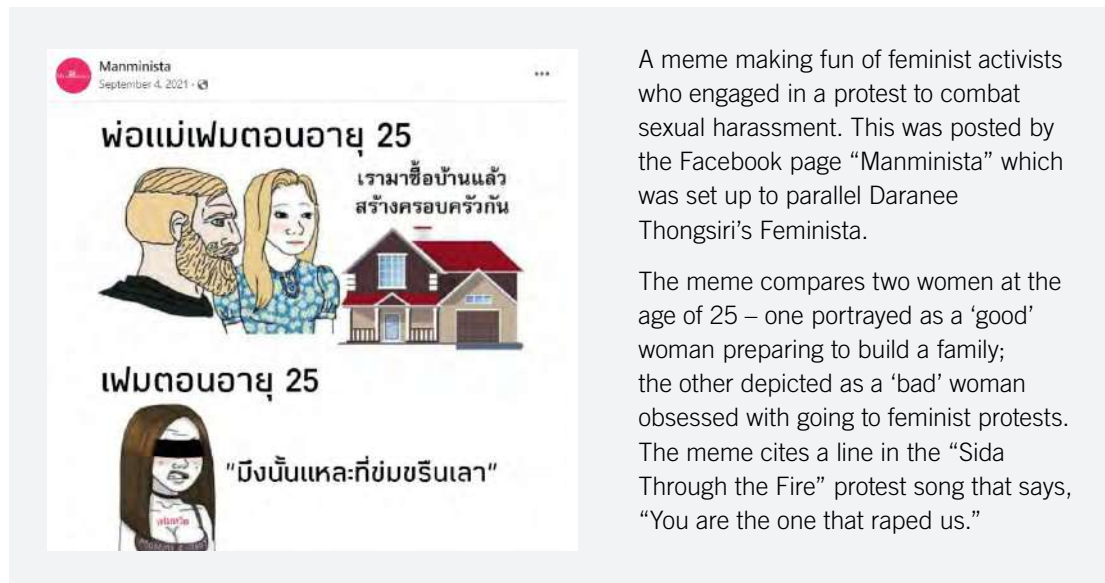 Manminista
September 4, 2021 ·
พ่อแม่เฟมตอนอายุ 25
เรามาซื้อบ้านแล้ว
สร้างครอบครัวกัน
เฟมตอนอายุ 25
"มึงนั้นแหละที่ข่มขรืนเลา"
A meme making fun of feminist activists
who engaged in a protest to combat
sexual harassment. This was posted by
the Facebook page “Manminista” which
was set up to parallel Daranee
Thongsiri’s Feminista.
The meme compares two women at the
age of 25 – one portrayed as a ‘good’
woman preparing to build a family;
the other depicted as a ‘bad’ woman
obsessed with going to feminist protests.
The meme cites a line in the “Sida
Through the Fire” protest song that says,
“You are the one that raped us.”